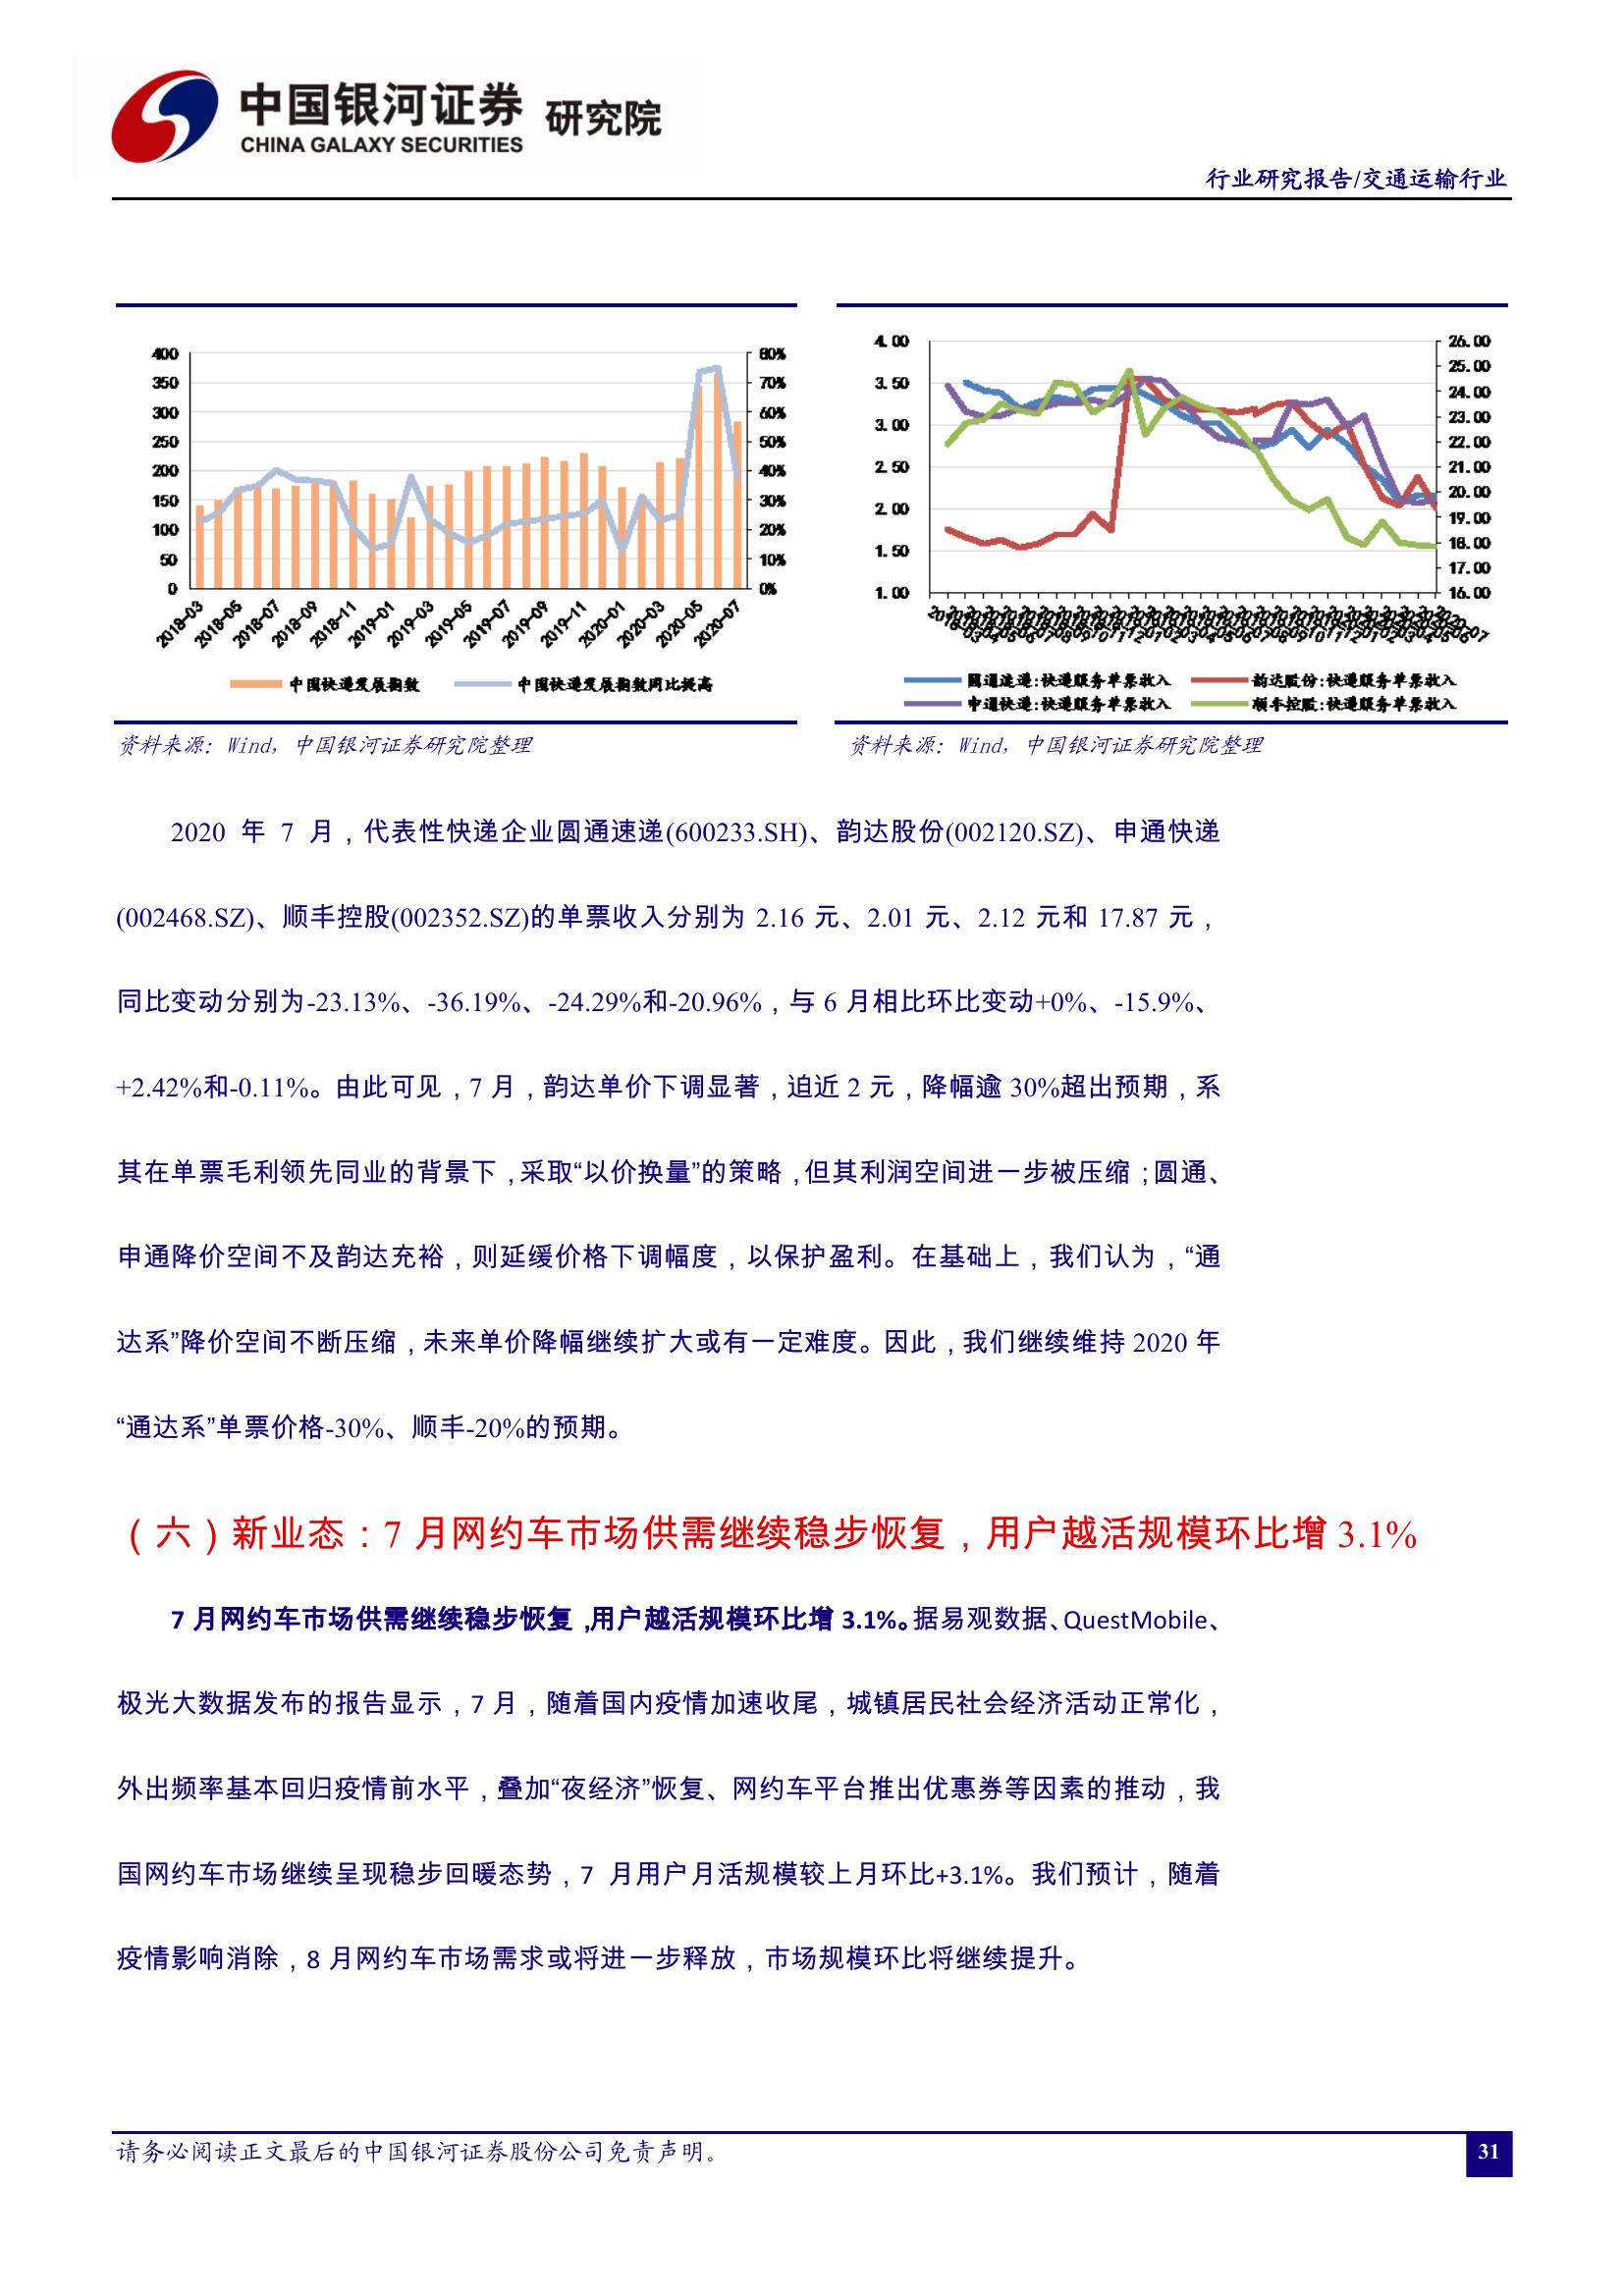 中国银河证券 研究院
CHINA GALAXY SECURITIES
行业研究报告/交通运输行业
400
350
300
250
200
150
100
50
0
80%
70%
60%
50%
40%
30%
20%
10%
0%
2018-03
2018-05
2018-07
2018-09
2018-11
2019-01
2019-03
2019-05
2019-07
2019-09
2019-11
2020-01
2020-03
2020-05
2020-07
中国快递发展指数 中国快递发展指数同比提高
4.00
3.50
3.00
2.50
2.00
1.50
1.00
26.00
25.00
24.00
23.00
22.00
21.00
20.00
19.00
18.00
17.00
16.00
圆通速递:快递服务单票收入 韵达股份:快递服务单票收入
申通快递:快递服务单票收入 顺丰控股:快递服务单票收入
资料来源：Wind，中国银河证券研究院整理 资料来源：Wind，中国银河证券研究院整理
2020 年 7 月，代表性快递企业圆通速递(600233.SH)、韵达股份(002120.SZ)、申通快递
(002468.SZ)、顺丰控股(002352.SZ)的单票收入分别为 2.16 元、2.01 元、2.12 元和 17.87 元，
同比变动分别为-23.13%、-36.19%、-24.29%和-20.96%，与 6 月相比环比变动+0%、-15.9%、
+2.42%和-0.11%。由此可见，7 月，韵达单价下调显著，迫近 2 元，降幅逾 30%超出预期，系
其在单票毛利领先同业的背景下，采取“以价换量”的策略，但其利润空间进一步被压缩；圆通、
申通降价空间不及韵达充裕，则延缓价格下调幅度，以保护盈利。在基础上，我们认为，“通
达系”降价空间不断压缩，未来单价降幅继续扩大或有一定难度。因此，我们继续维持 2020 年
“通达系”单票价格-30%、顺丰-20%的预期。
（六）新业态：7 月网约车市场供需继续稳步恢复，用户越活规模环比增 3.1%
7 月网约车市场供需继续稳步恢复，用户越活规模环比增 3.1%。据易观数据、QuestMobile、
极光大数据发布的报告显示，7 月，随着国内疫情加速收尾，城镇居民社会经济活动正常化，
外出频率基本回归疫情前水平，叠加“夜经济”恢复、网约车平台推出优惠券等因素的推动，我
国网约车市场继续呈现稳步回暖态势，7 月用户月活规模较上月环比+3.1%。我们预计，随着
疫情影响消除，8 月网约车市场需求或将进一步释放，市场规模环比将继续提升。
请务必阅读正文最后的中国银河证券股份公司免责声明。
31